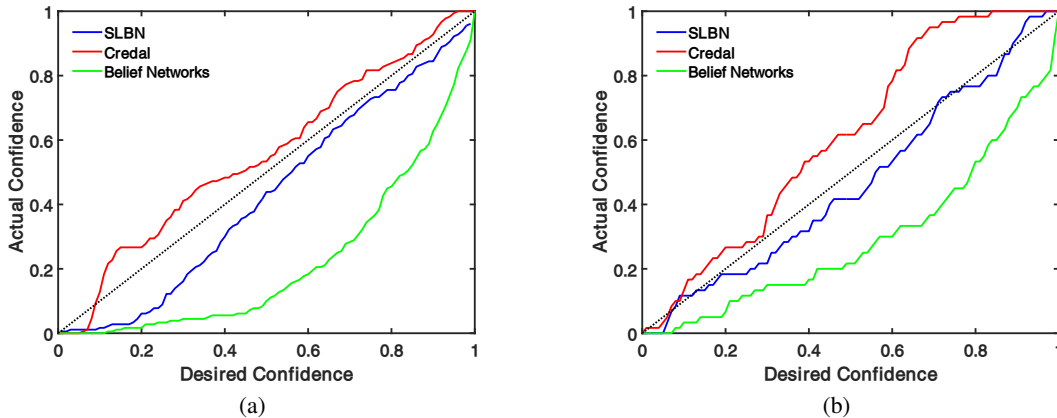 SLBN
Credal
Belief Networks
1
0.8
0.6
0.4
0.2
0
0 0.2 0.4 0.6 0.8 1
Actual Confidence
Desired Confidence
(a)
SLBN
Credal
Belief Networks
1
0.8
0.6
0.4
0.2
0
0 0.2 0.4 0.6 0.8 1
Actual Confidence
Desired Confidence
(b)